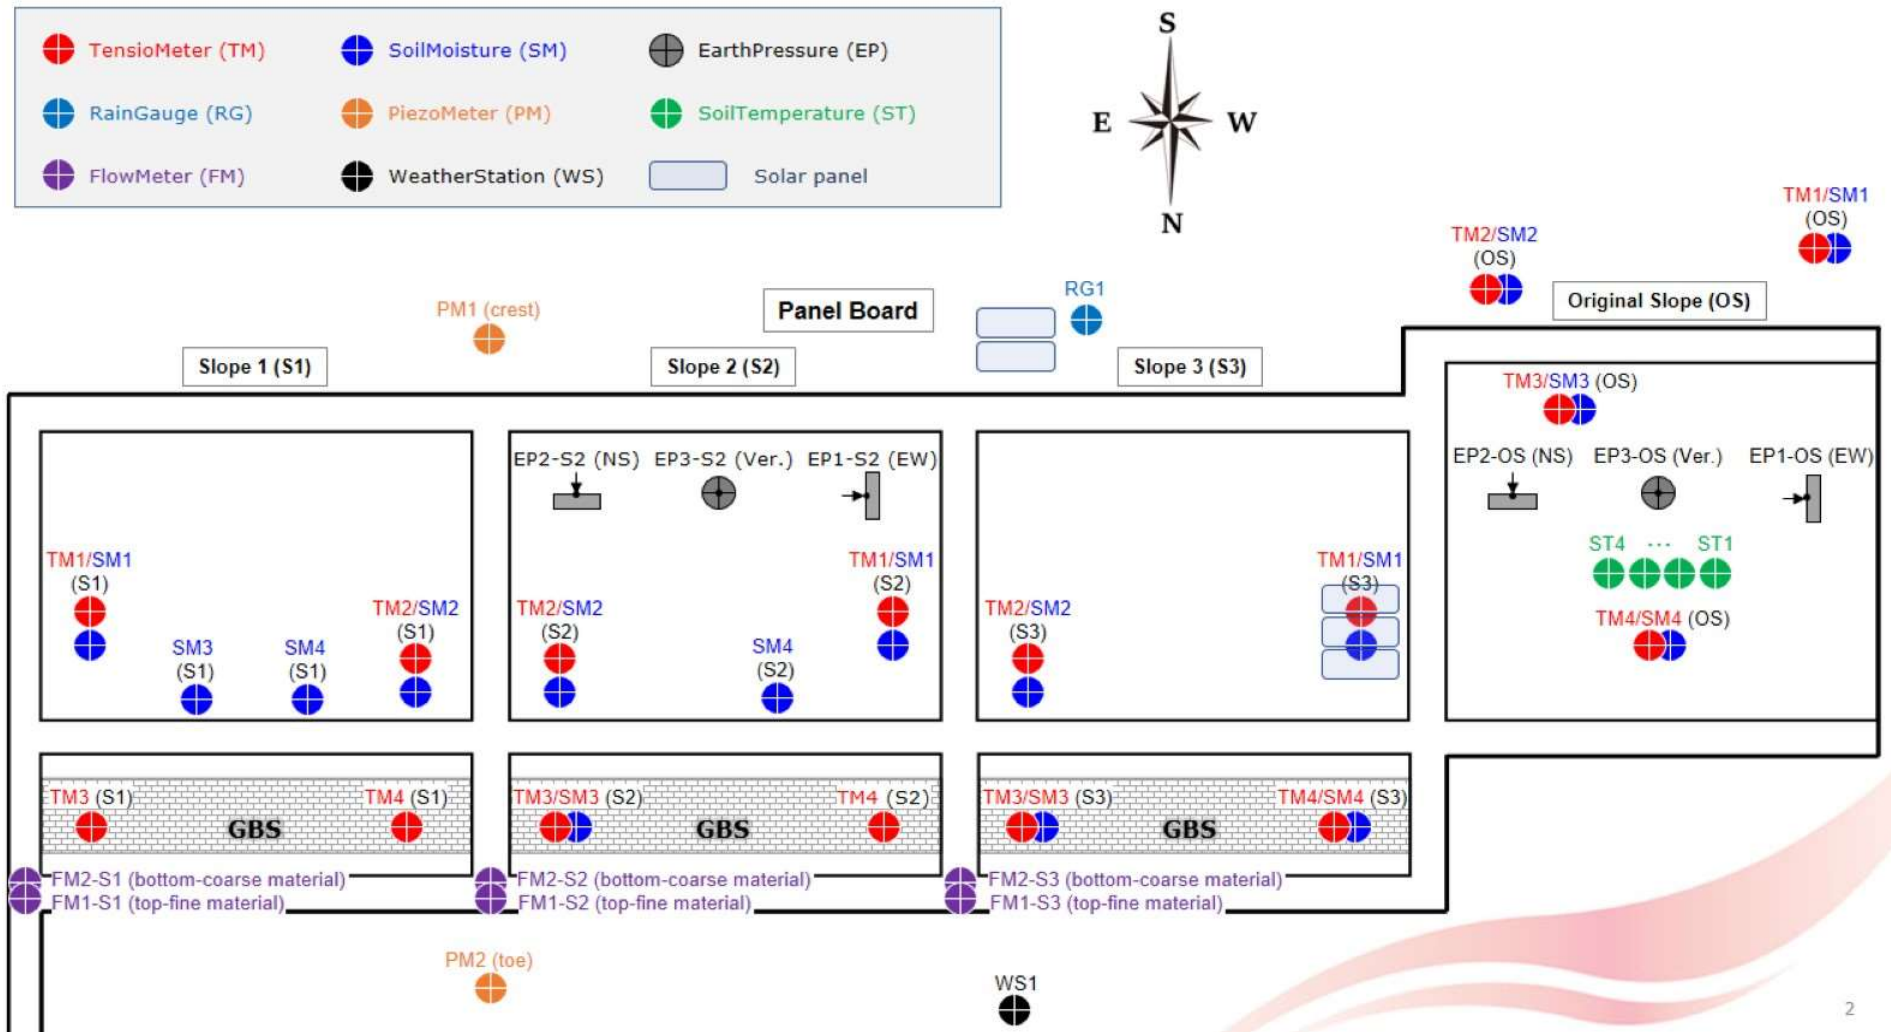 TensioMeter (TM)
SoilMoisture (SM)
EarthPressure (EP)
RainGauge (RG)
PiezoMeter (PM)
SoilTemperature (ST)
FlowMeter (FM)
WeatherStation (WS)
Solar panel
S
E
W
N
TM1/SM1
(OS)
TM2/SM2
(OS)
Original Slope (OS)
PM1 (crest)
Panel Board
RG1
Slope 1 (S1)
Slope 2 (S2)
Slope 3 (S3)
TM3/SM3 (OS)
EP2-S2 (NS)
EP3-S2 (Ver.)
EP1-S2 (EW)
EP2-OS (NS)
EP3-OS (Ver.)
EP1-OS (EW)
ST4 ... ST1
TM1/SM1
(S1)
TM2/SM2
(S1)
SM3
(S1)
SM4
(S1)
TM2/SM2
(S2)
TM1/SM1
(S2)
SM4
(S2)
TM2/SM2
(S3)
TM1/SM1
(S3)
TM4/SM4 (OS)
TM3 (S1)
TM4 (S1)
GBS
TM3/SM3 (S2)
TM4 (S2)
GBS
TM3/SM3 (S3)
TM4/SM4 (S3)
GBS
FM2-S1 (bottom-coarse material)
FM1-S1 (top-fine material)
FM2-S2 (bottom-coarse material)
FM1-S2 (top-fine material)
FM2-S3 (bottom-coarse material)
FM1-S3 (top-fine material)
PM2 (toe)
WS1
2